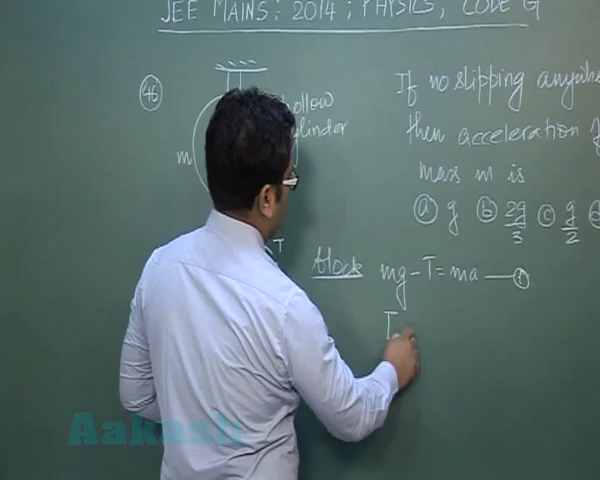 JEE MAINS: 2014; PHYSICS, CODE G
46
hollow
cylinder
m
If no slipping
then acceleration
mass m is
a g b 2g/3 c g/2 d
T
block mg - T = ma — 1
T
Aakash